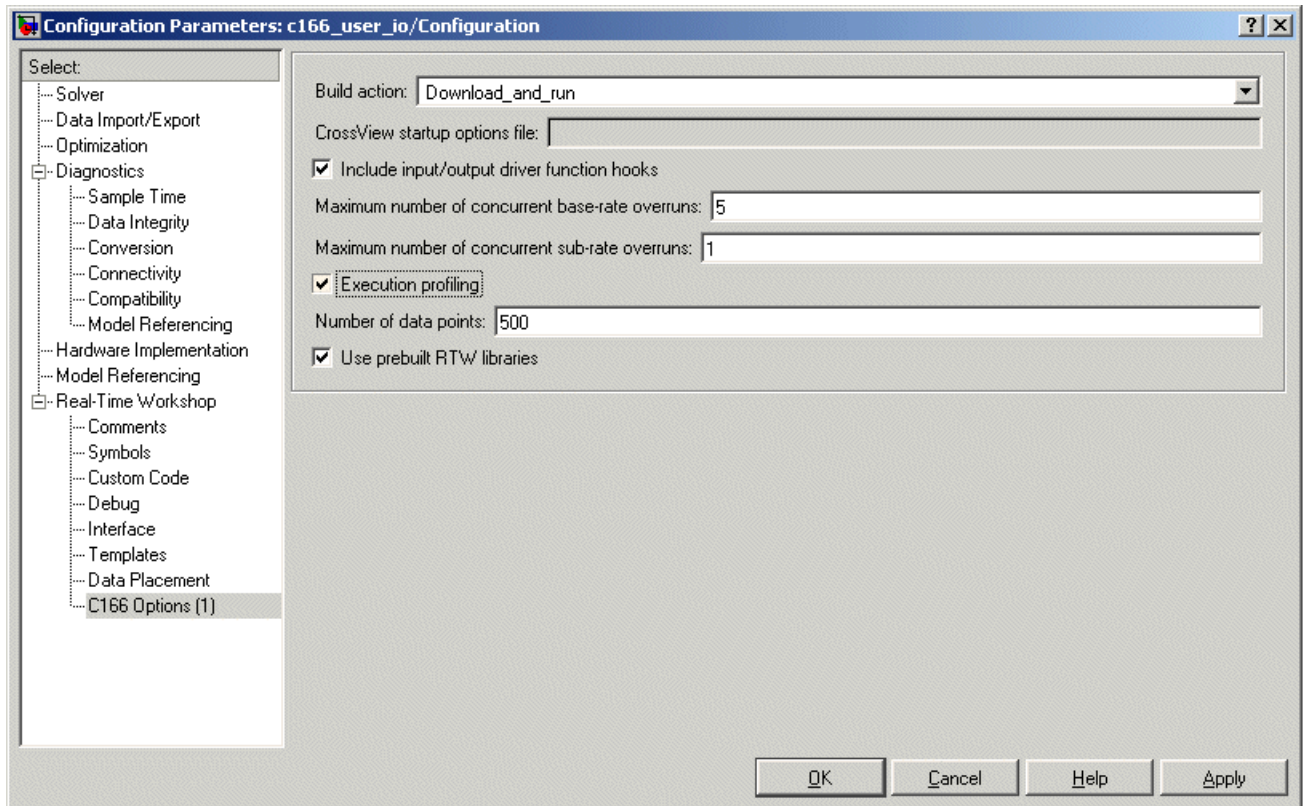 Configuration Parameters: c166_user_io/Configuration
Select:
Solver
Data Import/Export
Optimization
Diagnostics
Sample Time
Data Integrity
Conversion
Connectivity
Compatibility
Model Referencing
Hardware Implementation
Model Referencing
Real-Time Workshop
Comments
Symbols
Custom Code
Debug
Interface
Templates
Data Placement
C166 Options (1)
Build action: Download_and_run
CrossView startup options file:
Include input/output driver function hooks
Maximum number of concurrent base-rate overruns: 5
Maximum number of concurrent sub-rate overruns: 1
Execution profiling
Number of data points: 500
Use prebuilt RTW libraries
OK Cancel Help Apply